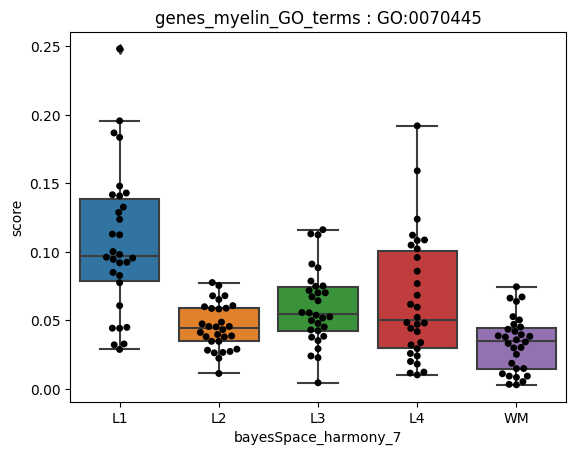 genes_myelin_GO_terms : GO:0070445
0.25
0.20
0.15
0.10
0.05
0.00
score
L1 L2 L3 L4 WM
bayesSpace_harmony_7